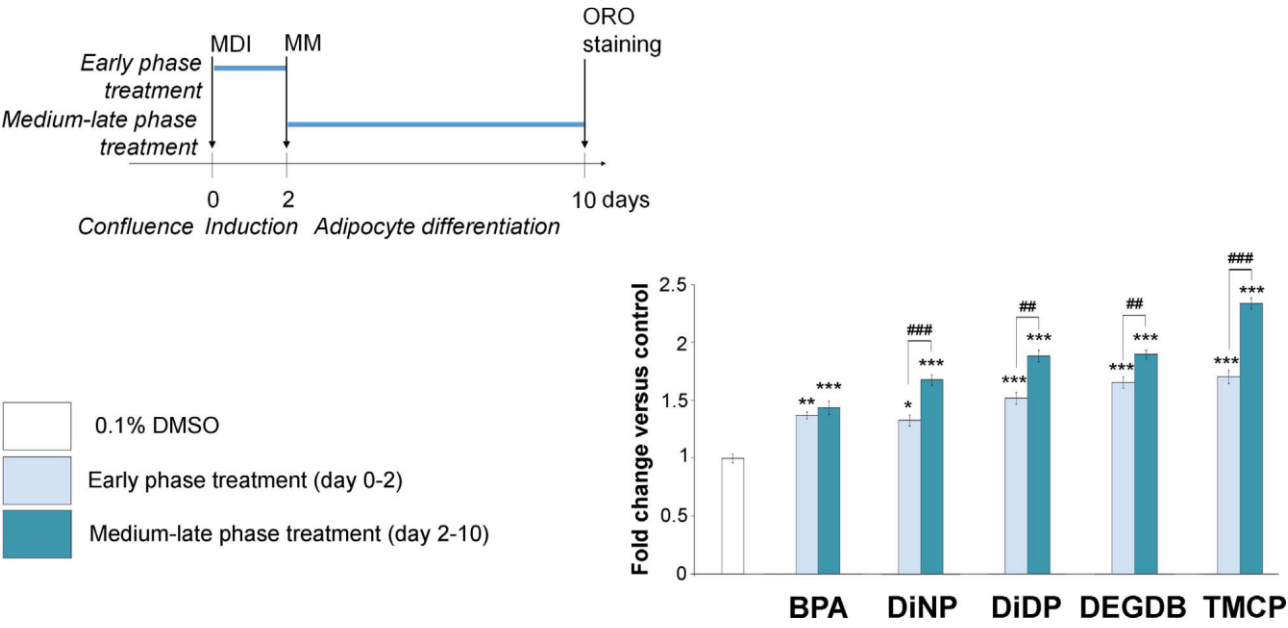 ORO
staining
MDI
MM
Early phase
treatment
Medium-late phase
treatment
0
2
10 days
Confluence Induction Adipocyte differentiation
0.1% DMSO
Early phase treatment (day 0-2)
Medium-late phase treatment (day 2-10)
Fold change versus control
2.5
2
1.5
1
0.5
0
**
***
*
***
###
***
***
##
***
***
##
***
***
###
BPA DiNP DiDP DEGDB TMCP